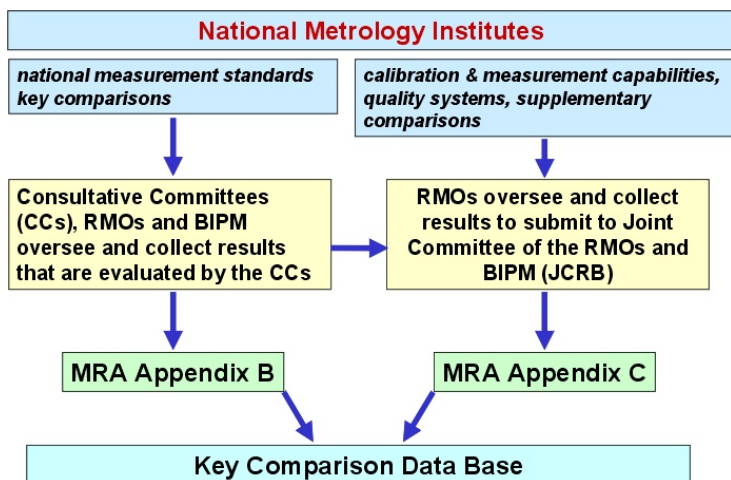 National Metrology Institutes
national measurement standards
key comparisons
calibration & measurement capabilities,
quality systems, supplementary
comparisons
Consultative Committees
(CCs), RMOs and BIPM
oversee and collect results
that are evaluated by the CCs
RMOs oversee and collect
results to submit to Joint
Committee of the RMOs and
BIPM (JCRB)
MRA Appendix B
MRA Appendix C
Key Comparison Data Base